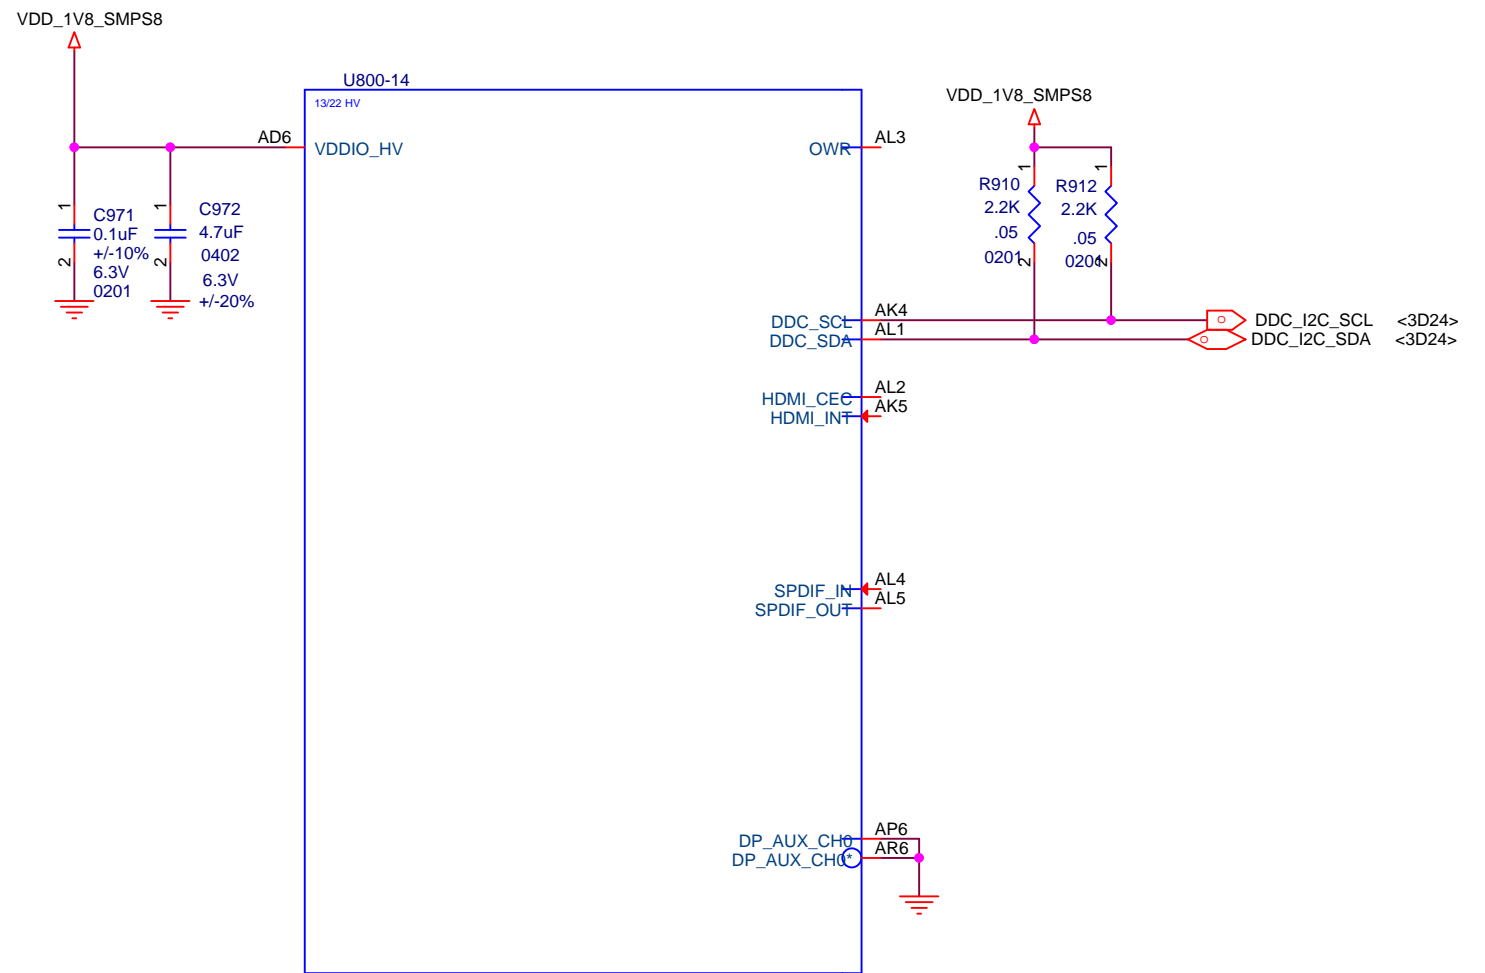 VDD_1V8_SMPS8
U800-14
13/22 HV
VDD_1V8_SMPS8
AD6
VDDIO_HV
OWR
AL3
1
C971
0.1uF
+/-10%
6.3V
0201
2
1
C972
4.7uF
0402
6.3V
+/-20%
2
1
R910
2.2K
.05
0201
2
1
R912
2.2K
.05
0201
2
DDC_SCL
AK4
DDC_I2C_SCL <3D24>
DDC_SDA
AL1
DDC_I2C_SDA <3D24>
HDMI_CEC
AL2
HDMI_INT
AK5
SPDIF_IN
AL4
SPDIF_OUT
AL5
DP_AUX_CH0
AP6
DP_AUX_CH0*
AR6